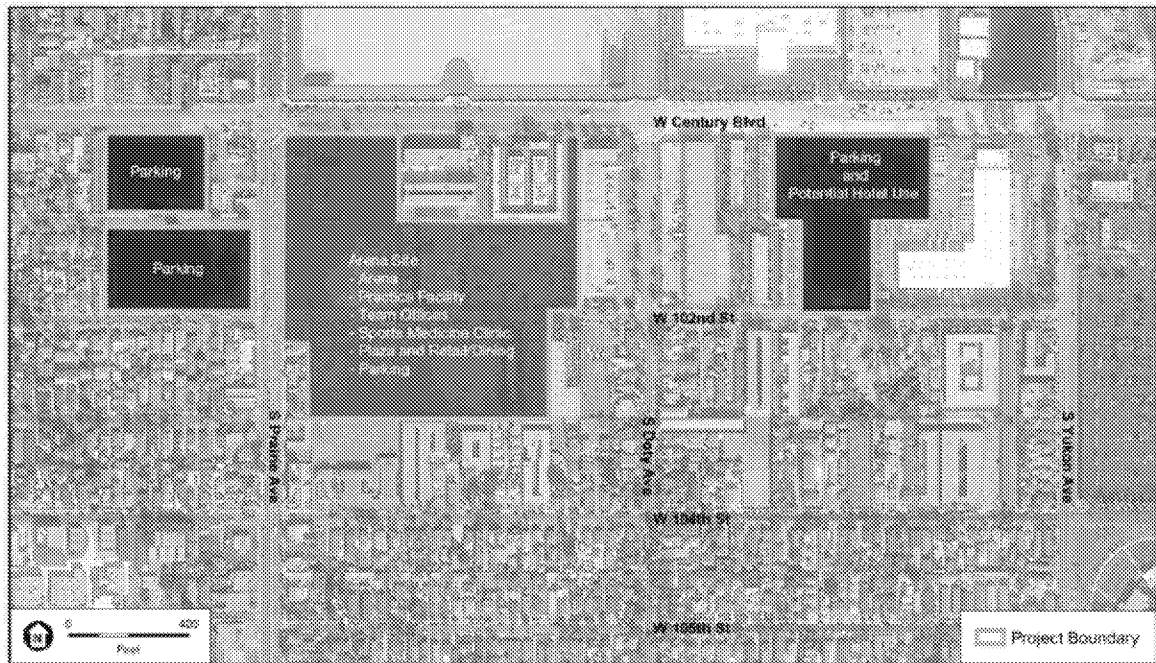 W Century Blvd
Parking
Parking
and
Potential Hotel Use
Parking
Arena Site
- Arena
- Practice Facility
- Team Offices
- Sports Medicine Clinic
- Plaza and Retail/Dining
- Parking
W 102nd St
S Prairie Ave
S Doty Ave
S Yukon Ave
W 104th St
W 105th St
N
0 400
Feet
Project Boundary